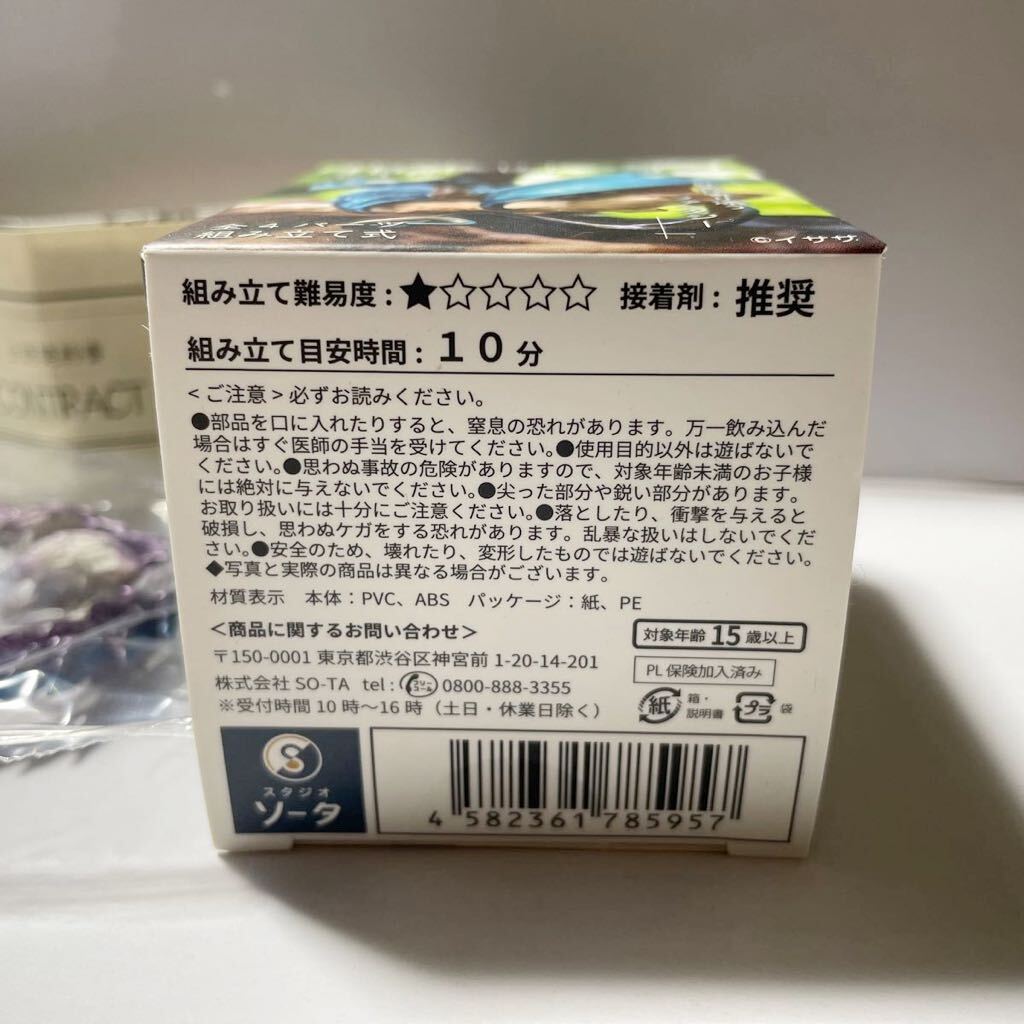 組み立て式
©イササ
CONTRACT
組み立て難易度:★☆☆☆☆ 接着剤:推奨
組み立て目安時間:10分
<ご注意>必ずお読みください。
●部品を口に入れたりすると、窒息の恐れがあります。万一飲み込んだ
場合はすぐ医師の手当を受けてください。●使用目的以外は遊ばないで
ください。●思わぬ事故の危険がありますので、対象年齢未満のお子様
には絶対に与えないでください。●尖った部分や鋭い部分があります。
お取り扱いには十分にご注意ください。●落としたり、衝撃を与えると
破損し、思わぬケガをする恐れがあります。乱暴な扱いはしないでくだ
さい。●安全のため、壊れたり、変形したものでは遊ばないでください。
◆写真と実際の商品は異なる場合がございます。
材質表示 本体:PVC、ABS パッケージ:紙、PE
<商品に関するお問い合わせ>
対象年齢15歳以上
〒150-0001 東京都渋谷区神宮前 1-20-14-201
PL保険加入済み
株式会社 SO-TA tel:フリーコール 0800-888-3355
※受付時間 10時〜16時(土日・休業日除く)
紙 箱・説明書 プラ 袋
スタジオ
ソータ
4 582361 785957